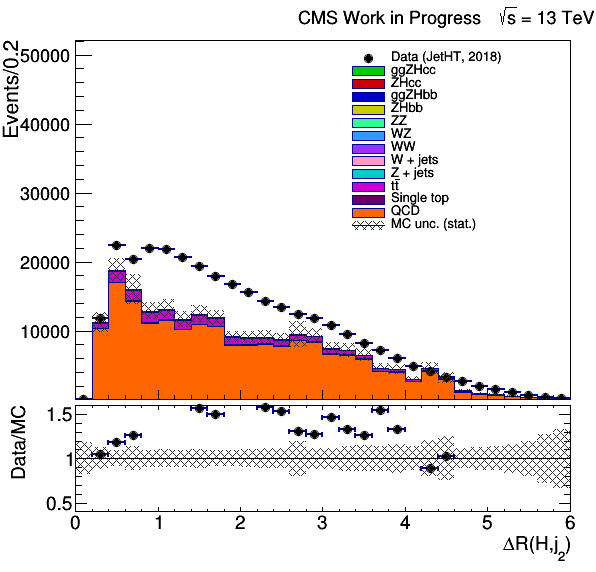 CMS Work in Progress √s = 13 TeV
Events/0.2
50000
40000
30000
20000
10000
Data (JetHT, 2018)
ggZHcc
ZHcc
ggZHbb
ZHbb
ZZ
WZ
WW
W + jets
Z + jets
tt̄
Single top
QCD
MC unc. (stat.)
Data/MC
1.5
1
0.5
0 1 2 3 4 5 6
ΔR(H,j₂)